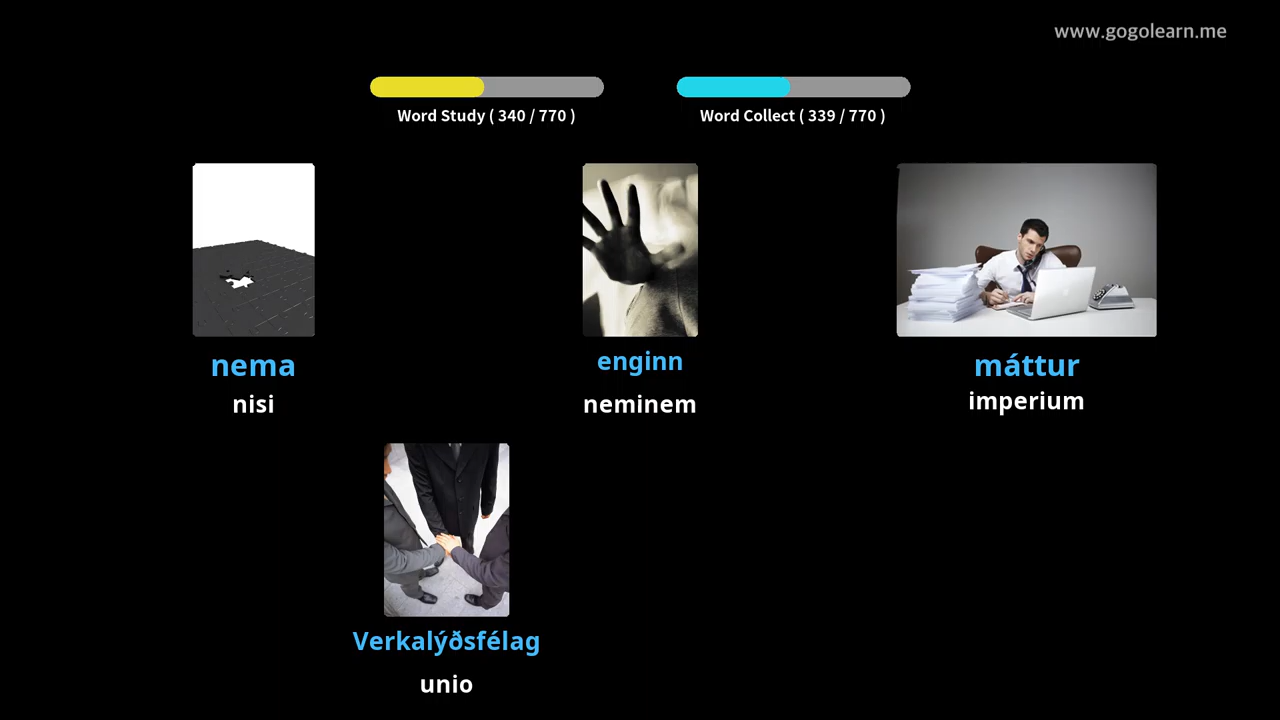 www.gogolearn.me
Word Study ( 340 / 770 )
Word Collect ( 339 / 770 )
nema
nisi
enginn
neminem
máttur
imperium
Verkalýðsfélag
unio